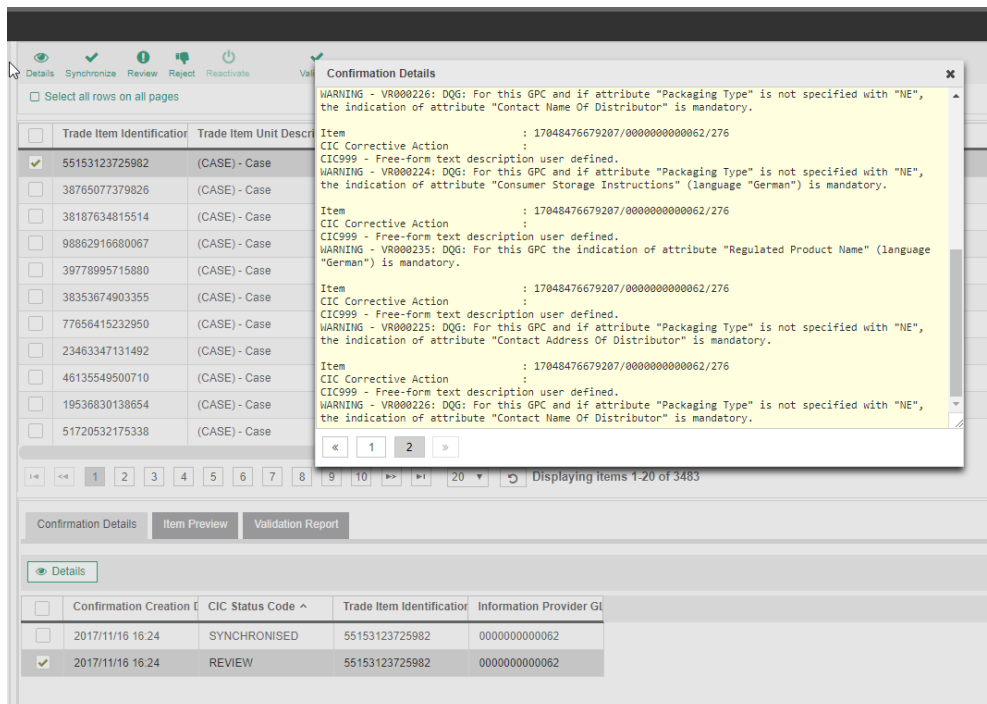 Details Synchronize Review Reject Reactivate Vali
Select all rows on all pages
Trade Item Identification Trade Item Unit Descri
55153123725982 (CASE) - Case
38765077379826 (CASE) - Case
38187634815514 (CASE) - Case
98862916680067 (CASE) - Case
39778995715880 (CASE) - Case
38353674903355 (CASE) - Case
77656415232950 (CASE) - Case
23463347131492 (CASE) - Case
46135549500710 (CASE) - Case
19536830138654 (CASE) - Case
51720532175338 (CASE) - Case
Confirmation Details
WARNING - VR000226: DQG: For this GPC and if attribute "Packaging Type" is not specified with "NE",
the indication of attribute "Contact Name Of Distributor" is mandatory.
Item : 17048476679207/0000000000062/276
CIC Corrective Action :
CIC999 - Free-form text description user defined.
WARNING - VR000224: DQG: For this GPC and if attribute "Packaging Type" is not specified with "NE",
the indication of attribute "Consumer Storage Instructions" (language "German") is mandatory.
Item : 17048476679207/0000000000062/276
CIC Corrective Action :
CIC999 - Free-form text description user defined.
WARNING - VR000235: DQG: For this GPC the indication of attribute "Regulated Product Name" (language
"German") is mandatory.
Item : 17048476679207/0000000000062/276
CIC Corrective Action :
CIC999 - Free-form text description user defined.
WARNING - VR000225: DQG: For this GPC and if attribute "Packaging Type" is not specified with "NE",
the indication of attribute "Contact Address Of Distributor" is mandatory.
Item : 17048476679207/0000000000062/276
CIC Corrective Action :
CIC999 - Free-form text description user defined.
WARNING - VR000226: DQG: For this GPC and if attribute "Packaging Type" is not specified with "NE",
the indication of attribute "Contact Name Of Distributor" is mandatory.
« 1 2 »
1 2 3 4 5 6 7 8 9 10 20 Displaying items 1-20 of 3483
Confirmation Details Item Preview Validation Report
Details
Confirmation Creation D CIC Status Code Trade Item Identification Information Provider GL
2017/11/16 16:24 SYNCHRONISED 55153123725982 0000000000062
2017/11/16 16:24 REVIEW 55153123725982 0000000000062